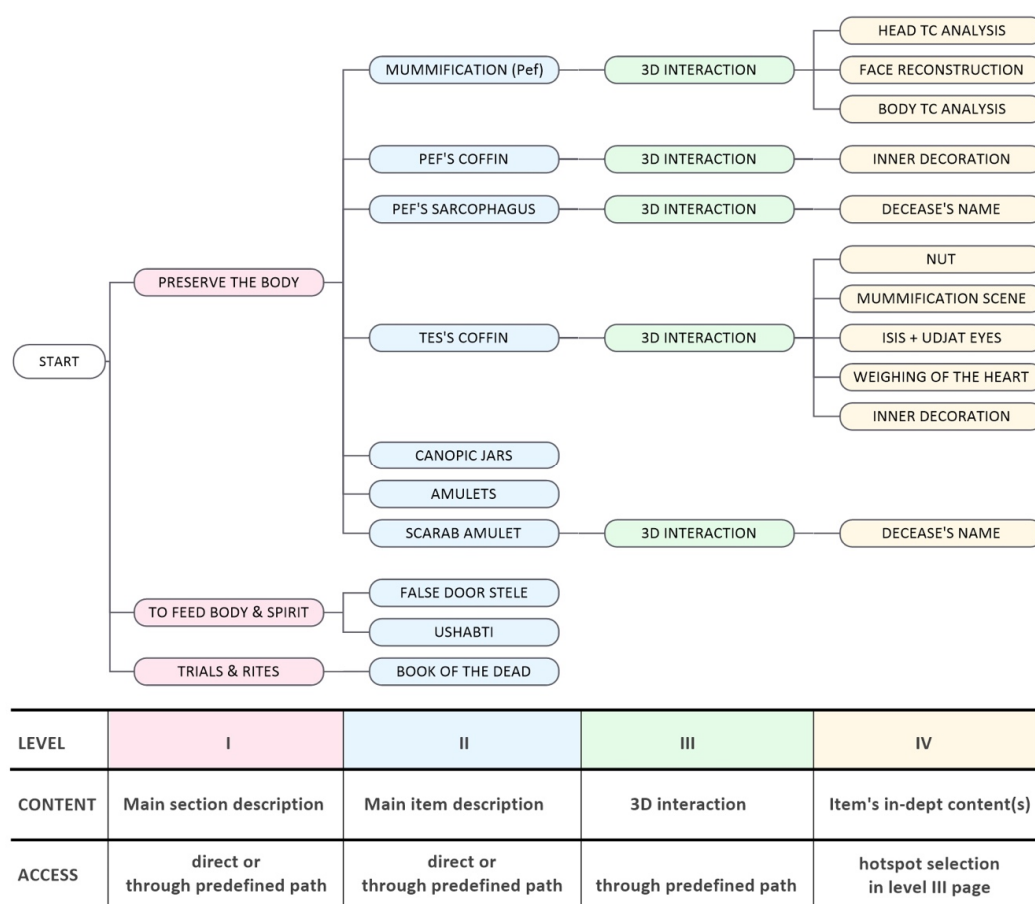 HEAD TC ANALYSIS
MUMMIFICATION (Pef) 3D INTERACTION FACE RECONSTRUCTION
BODY TC ANALYSIS
PEF'S COFFIN 3D INTERACTION INNER DECORATION
PEF'S SARCOPHAGUS 3D INTERACTION DECEASE'S NAME
NUT
PRESERVE THE BODY
MUMMIFICATION SCENE
TES'S COFFIN 3D INTERACTION ISIS + UDJAT EYES
START
WEIGHING OF THE HEART
INNER DECORATION
CANOPIC JARS
AMULETS
SCARAB AMULET 3D INTERACTION DECEASE'S NAME
FALSE DOOR STELE
TO FEED BODY & SPIRIT
USHABTI
TRIALS & RITES BOOK OF THE DEAD
LEVEL I II III IV
CONTENT Main section description Main item description 3D interaction Item's in-dept content(s)
ACCESS direct or through predefined path direct or through predefined path through predefined path hotspot selection in level III page